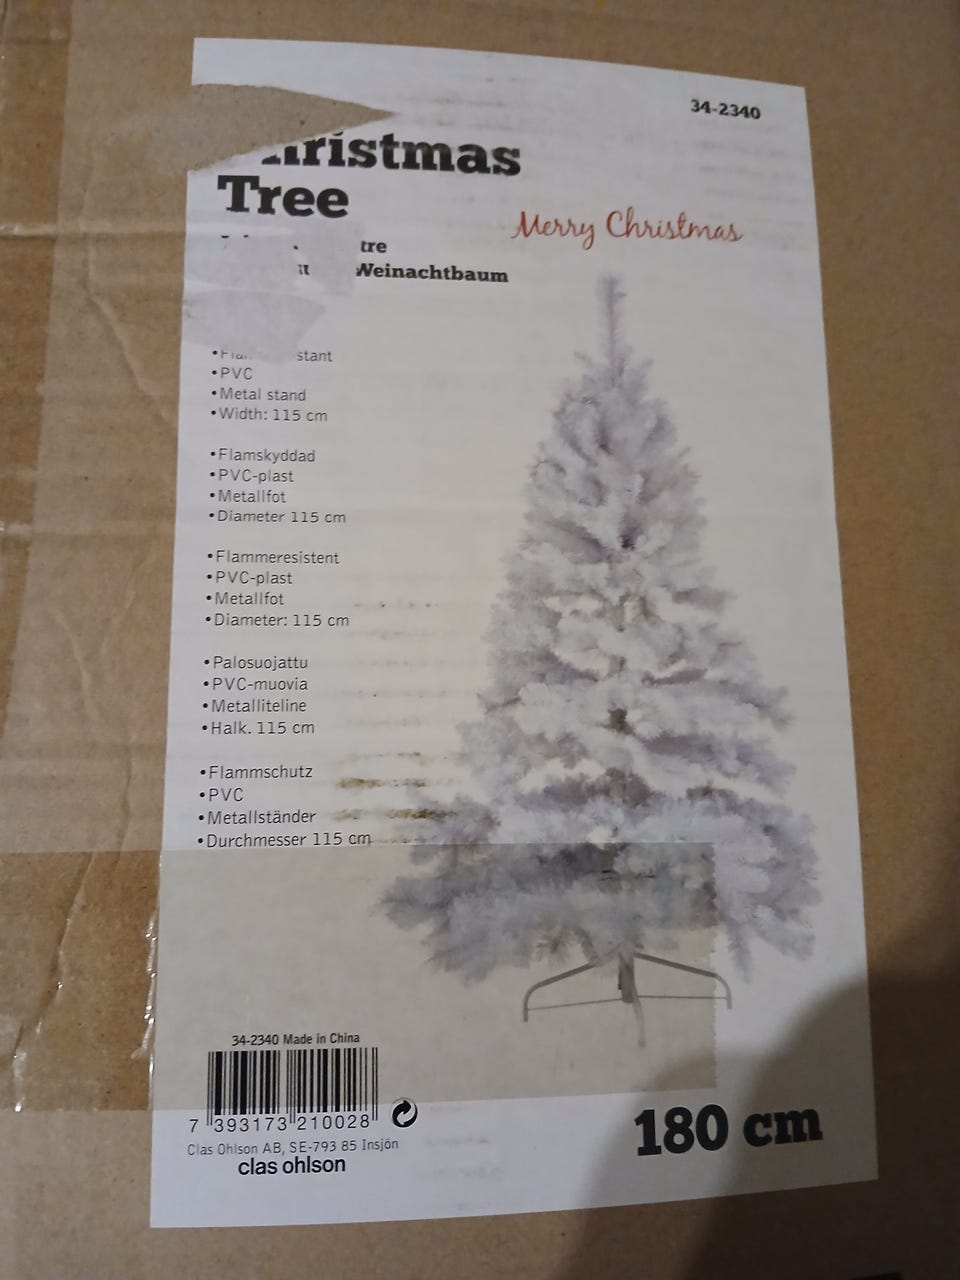 34-2340
Tree
Merry Christmas
Weinachtbaum
• PVC
• Metal stand
• Width: 115 cm
• Flamskyddad
• PVC-plast
• Metallfot
• Diameter 115 cm
• Flammeresistent
• PVC-plast
• Metallfot
• Diameter: 115 cm
• Palosuojattu
• PVC-muovia
• Metalliteline
• Halk. 115 cm
• Flammschutz
• PVC
• Metallständer
• Durchmesser 115 cm
34-2340 Made in China
7 393173 210028
Clas Ohlson AB, SE-793 85 Insjön
clas ohlson
180 cm